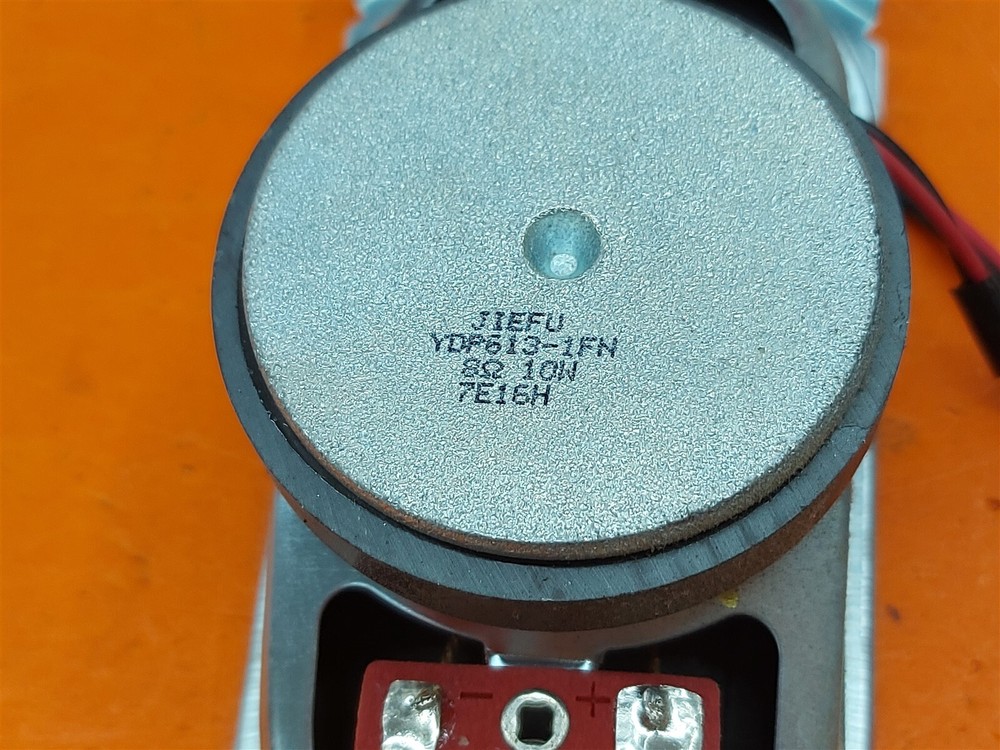 JIEFU
YDP613-1FN
8Ω 10W
7E16H
- +